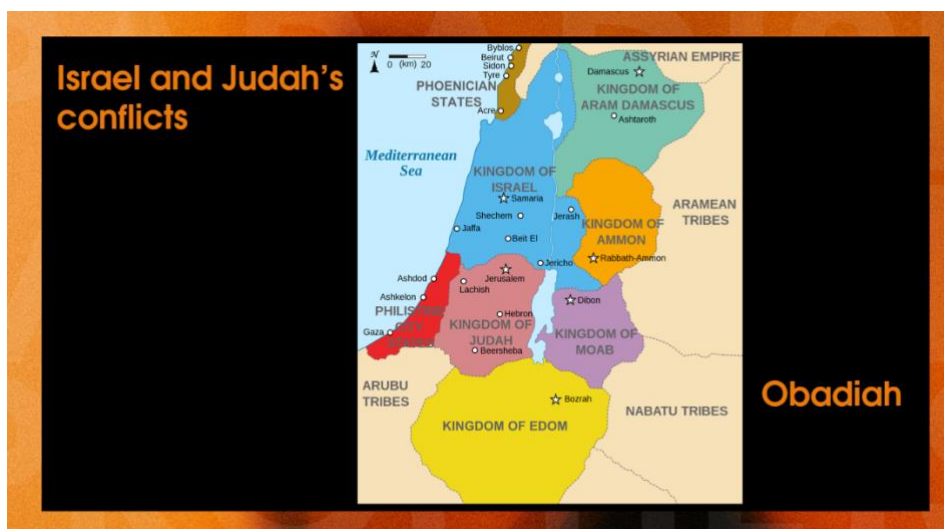 Israel and Judah's
conflicts
N
0 (km) 20
Byblos
Beirut
Sidon
Tyre
PHOENICIAN
STATES
Acre
ASSYRIAN EMPIRE
Damascus
KINGDOM OF
ARAM DAMASCUS
Ashtaroth
Mediterranean
Sea
KINGDOM OF
ISRAEL
Samaria
Shechem
Jerash
Jaffa
Beit El
KINGDOM OF
AMMON
ARAMEAN
TRIBES
Rabbath-Ammon
Jericho
Jerusalem
Ashdod
Lachish
Ashkelon
Dibon
Hebron
Gaza
KINGDOM OF
JUDAH
KINGDOM OF
MOAB
Beersheba
ARUBU
TRIBES
Bozrah
NABATU TRIBES
KINGDOM OF EDOM
Obadiah